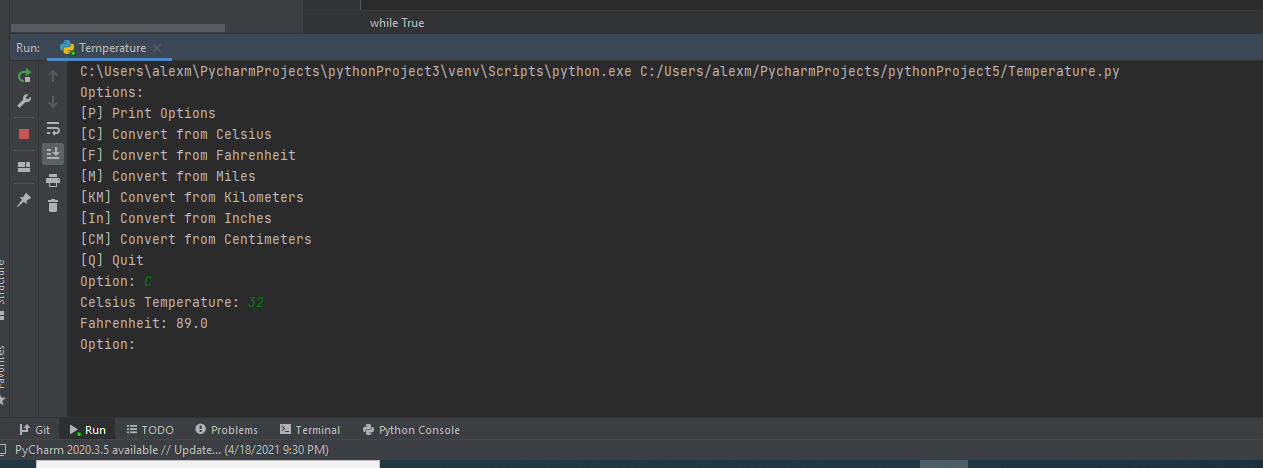 while True
Run: Temperature
C:\Users\alexm\PycharmProjects\pythonProject3\venv\Scripts\python.exe C:/Users/alexm/PycharmProjects/pythonProject5/Temperature.py
Options:
[P] Print Options
[C] Convert from Celsius
[F] Convert from Fahrenheit
[M] Convert from Miles
[KM] Convert from Kilometers
[In] Convert from Inches
[CM] Convert from Centimeters
[Q] Quit
Option: C
Celsius Temperature: 32
Fahrenheit: 89.0
Option:
Structure
Favorites
Git Run TODO Problems Terminal Python Console
PyCharm 2020.3.5 available // Update... (4/18/2021 9:30 PM)